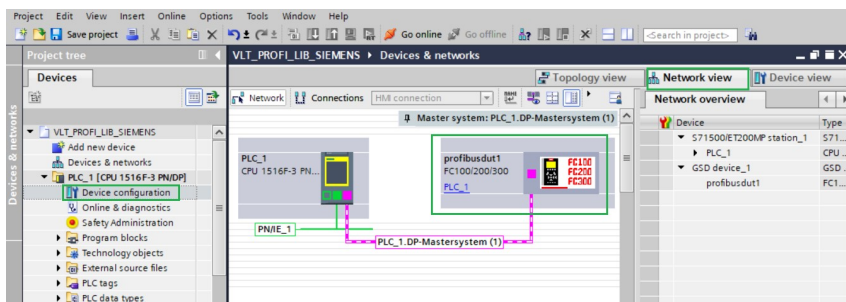 Project Edit View Insert Online Options Tools Window Help
Save project Go online Go offline <Search in project>
Project tree
VLT_PROFI_LIB_SIEMENS Devices & networks
Devices
Topology view Network view Device view
Network Connections HMI connection
Network overview
Master system: PLC_1.DP-Mastersystem (1)
Device Type
Devices & networks
VLT_PROFI_LIB_SIEMENS
Add new device
Devices & networks
PLC_1 [CPU 1516F-3 PN/DP]
Device configuration
Online & diagnostics
Safety Administration
Program blocks
Technology objects
External source files
PLC tags
PLC data types
PLC_1
CPU 1516F-3 PN...
profibusdut1
FC100/200/300
PLC_1
FC100
FC200
FC300
PN/IE_1
PLC_1.DP-Mastersystem (1)
S71500/ET200MP station_1 S71...
PLC_1 CPU ...
GSD device_1 GSD ...
profibusdut1 FC1...